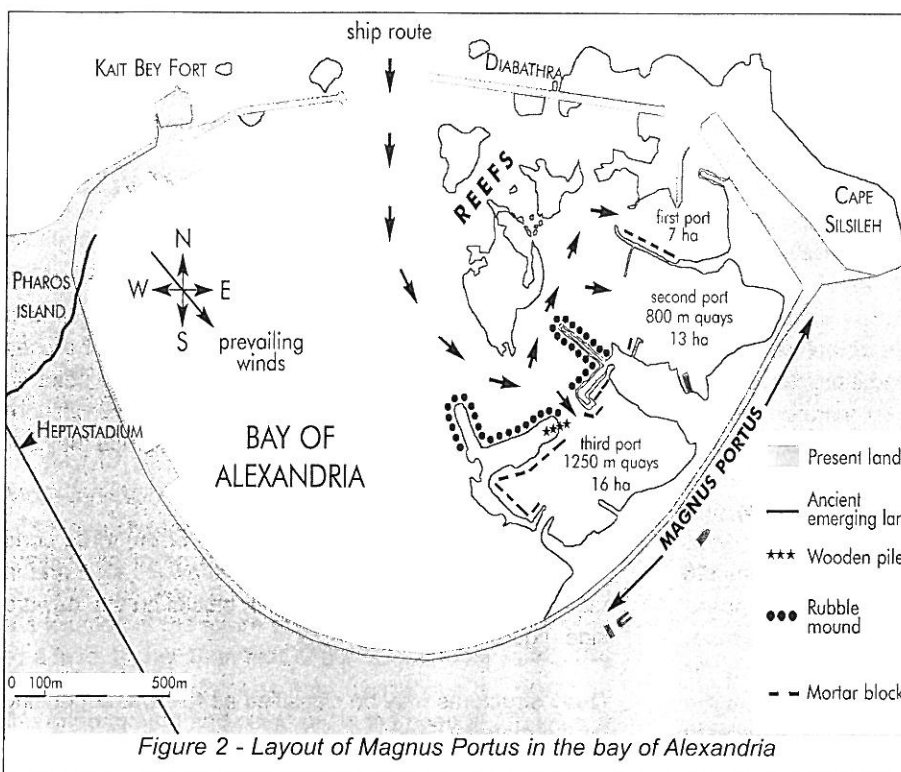 ship route
KAIT BEY FORT
DIABATHRA
REEFS
first port
7 ha
CAPE
SILSILEH
N
W E
S
PHAROS
ISLAND
prevailing
winds
second port
800 m quays
13 ha
HEPTASTADIUM
BAY OF
ALEXANDRIA
third port
1250 m quays
16 ha
MAGNUS PORTUS
Present land
Ancient
emerging lan
Wooden pile
Rubble
mound
Mortar block
0 100m 500m
Figure 2 - Layout of Magnus Portus in the bay of Alexandria